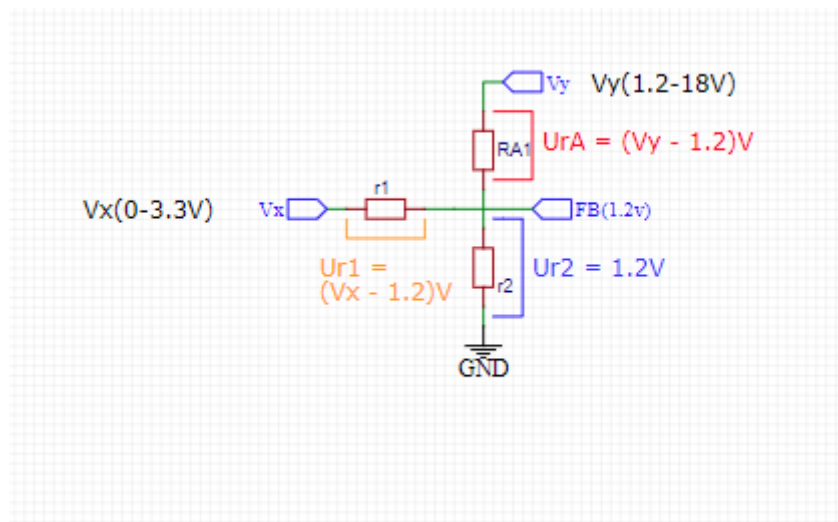 Vy Vy(1.2-18V)
RA1 UrA = (Vy - 1.2)V
r1
Vx(0-3.3V) Vx FB(1.2v)
Ur1 =
(Vx - 1.2)V
r2 Ur2 = 1.2V
GND